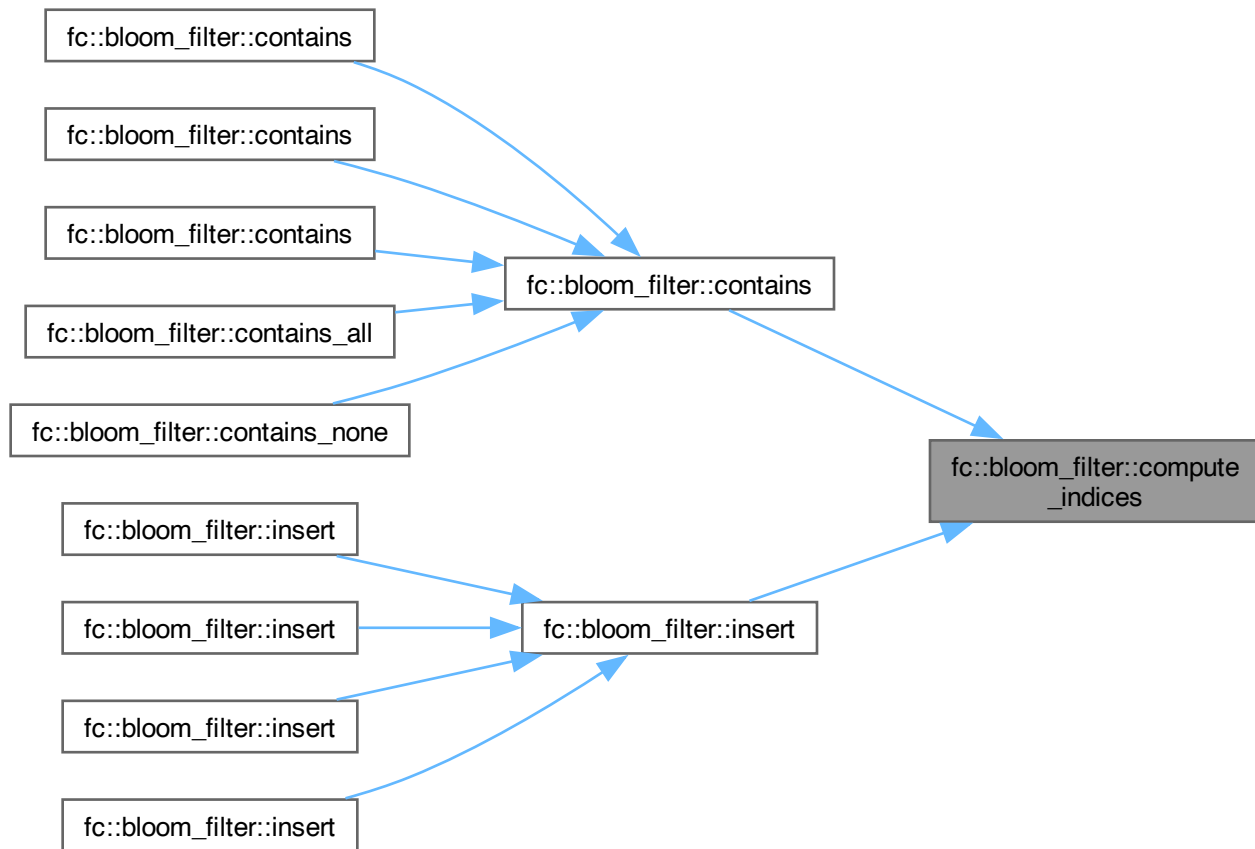 fc::bloom_filter::contains
fc::bloom_filter::contains
fc::bloom_filter::contains
fc::bloom_filter::contains_all
fc::bloom_filter::contains_none
fc::bloom_filter::insert
fc::bloom_filter::insert
fc::bloom_filter::insert
fc::bloom_filter::insert
fc::bloom_filter::contains
fc::bloom_filter::insert
fc::bloom_filter::compute
_indices